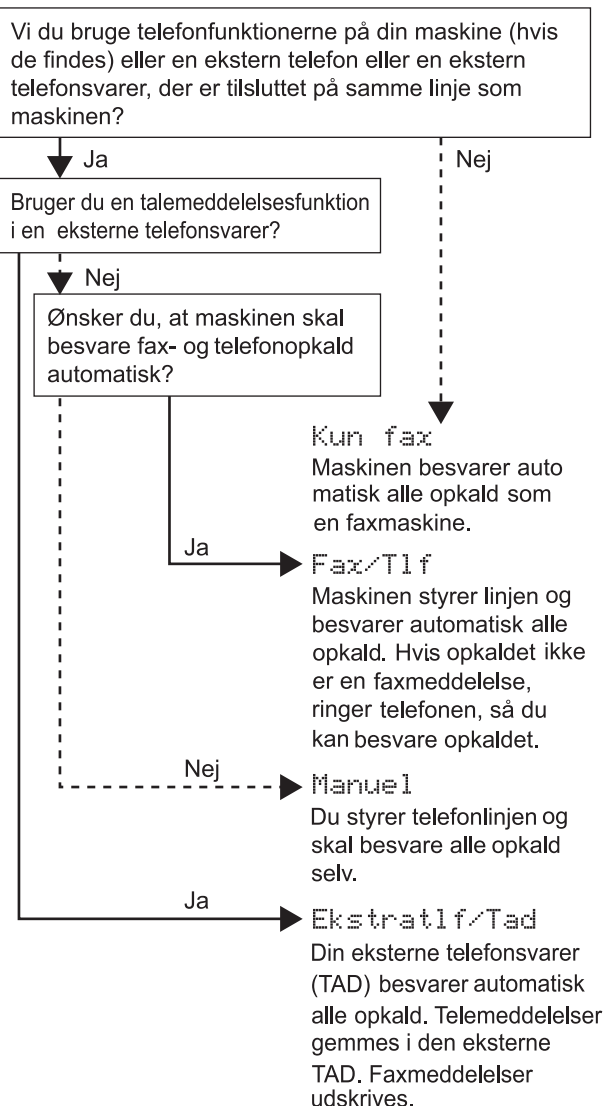 Vi du bruge telefonfunktionerne på din maskine (hvis
de findes) eller en ekstern telefon eller en ekstern
telefonsvarer, der er tilsluttet på samme linje som
maskinen?
Ja
Nej
Bruger du en talemeddelelsesfunktion
i en eksterne telefonsvarer?
Nej
Ønsker du, at maskinen skal
besvare fax- og telefonopkald
automatisk?
Kun fax
Maskinen besvarer auto
matisk alle opkald som
en faxmaskine.
Ja
Fax/Tlf
Maskinen styrer linjen og
besvarer automatisk alle
opkald. Hvis opkaldet ikke
er en faxmeddelelse,
ringer telefonen, så du
kan besvare opkaldet.
Nej
Manuel
Du styrer telefonlinjen og
skal besvare alle opkald
selv.
Ja
Ekstratlf/Tad
Din eksterne telefonsvarer
(TAD) besvarer automatisk
alle opkald. Telemeddelelser
gemmes i den eksterne
TAD. Faxmeddelelser
udskrives.